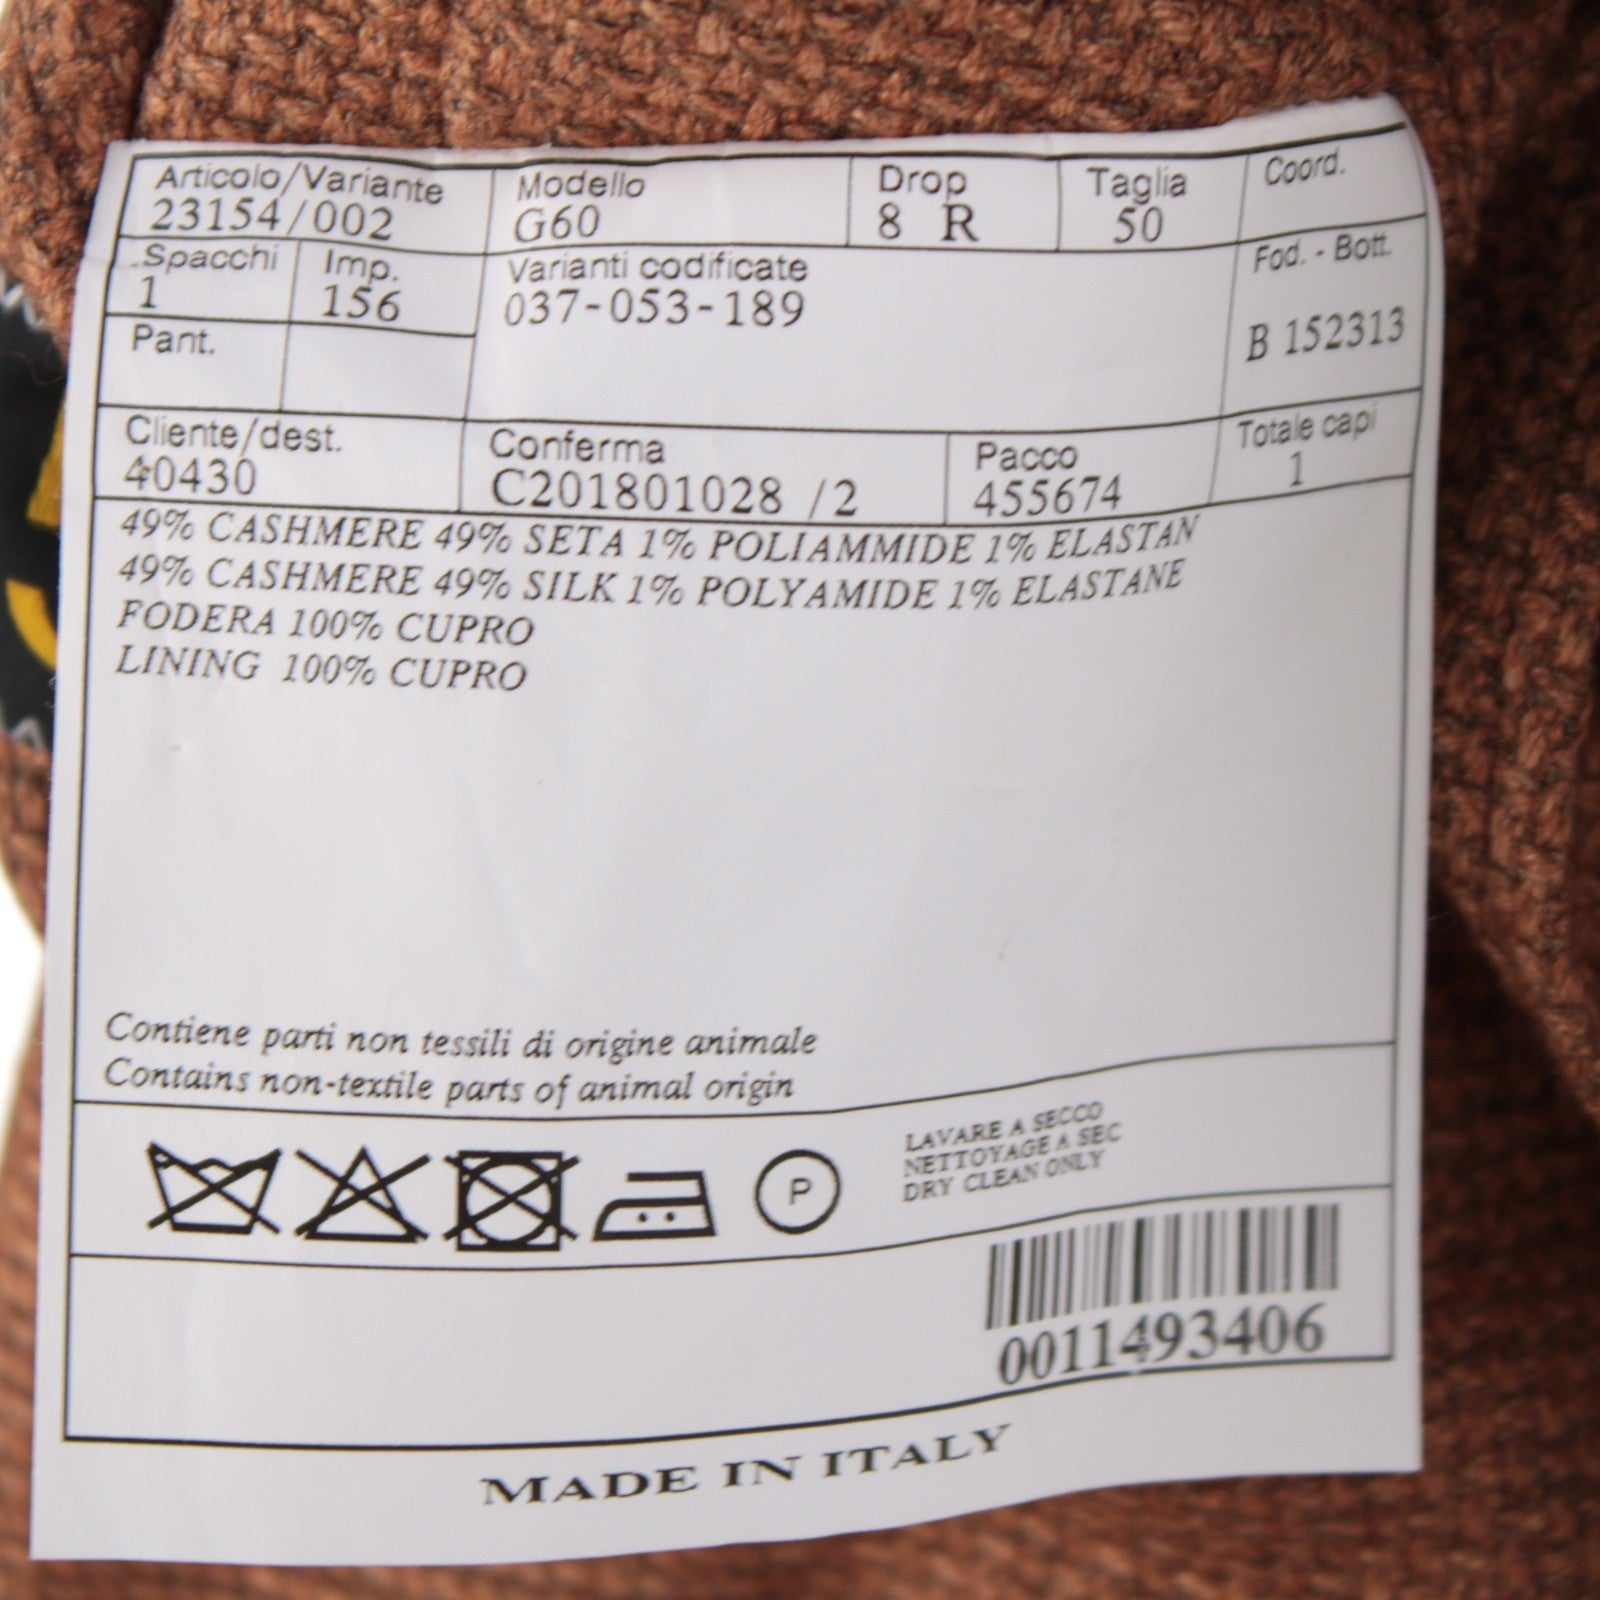 Articolo/Variante Modello Drop Taglia Coord.
23154/002 G60 8 R 50
Spacchi Imp. Varianti codificate Fod. - Bott.
1 156 037-053-189 B 152313
Pant.
Cliente/dest. Conferma Pacco Totale capi
40430 C201801028 /2 455674 1
49% CASHMERE 49% SETA 1% POLIAMMIDE 1% ELASTAN
49% CASHMERE 49% SILK 1% POLYAMIDE 1% ELASTANE
FODERA 100% CUPRO
LINING 100% CUPRO
Contiene parti non tessili di origine animale
Contains non-textile parts of animal origin
P
LAVARE A SECCO
NETTOYAGE A SEC
DRY CLEAN ONLY
0011493406
MADE IN ITALY